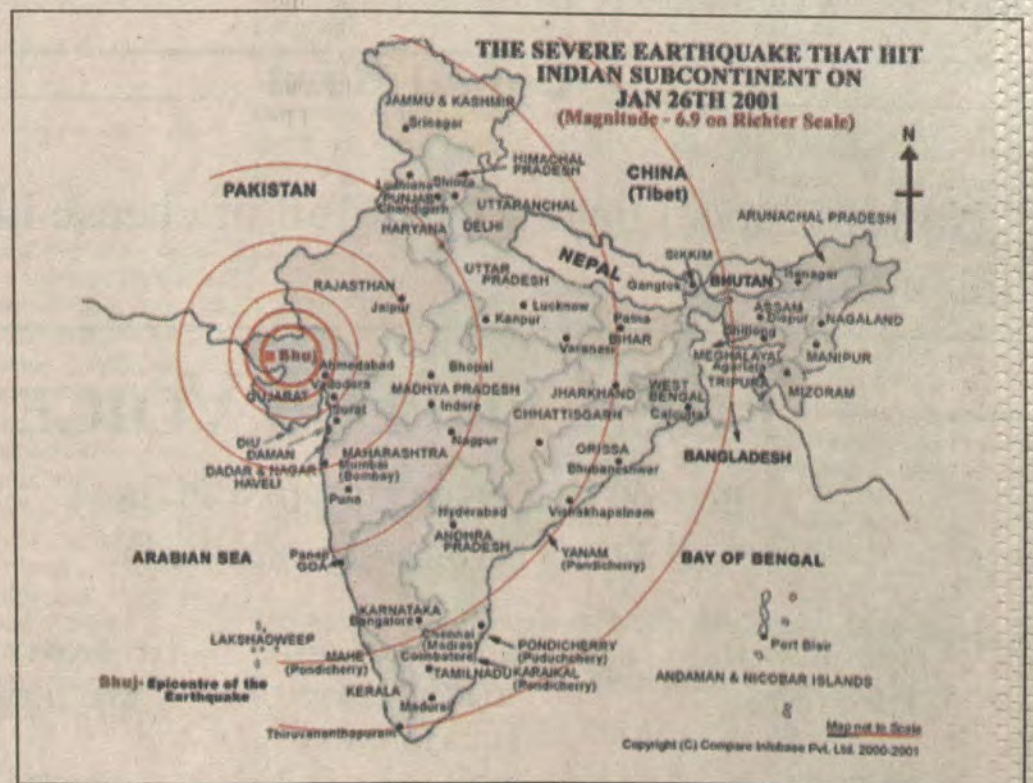 THE SEVERE EARTHQUAKE THAT HIT
INDIAN SUBCONTINENT ON
JAN 26TH 2001
(Magnitude - 6.9 on Richter Scale)
N
JAMMU & KASHMIR
Srinagar
HIMACHAL
PRADESH
CHINA
(Tibet)
PAKISTAN
Ludhiana
Shimla
PUNJAB
Chandigarh
UTTARANCHAL
ARUNACHAL PRADESH
HARYANA
DELHI
SIKKIM
NEPAL
BHUTAN
Itanagar
UTTAR
PRADESH
Gangtok
RAJASTHAN
Jaipur
Lucknow
ASSAM
Dispur
NAGALAND
Kanpur
Patna
BIHAR
Shillong
Varanasi
MEGHALAYA
MANIPUR
Bhuj
Ahmedabad
Agartala
Vadodara
Bhopal
TRIPURA
MIZORAM
GUJARAT
MADHYA PRADESH
JHARKHAND
WEST
BENGAL
Surat
Indore
CHHATTISGARH
Calcutta
DIU
DAMAN
Nagpur
ORISSA
DADAR & NAGAR
HAVELI
MAHARASHTRA
Mumbai
(Bombay)
Bhubaneshwar
BANGLADESH
Pune
Hyderabad
Vishakhapatnam
ANDHRA
PRADESH
ARABIAN SEA
Panaji
GOA
YANAM
(Pondicherry)
BAY OF BENGAL
KARNATAKA
Bangalore
LAKSHADWEEP
Chennai
(Madras)
PONDICHERRY
(Puduchery)
Port Blair
MAHE
(Pondicherry)
Coimbatore
TAMILNADU
KARAIKAL
(Pondicherry)
ANDAMAN & NICOBAR ISLANDS
Bhuj- Epicentre of the
Earthquake
KERALA
Madurai
Thiruvananthapuram
Map not to Scale
Copyright (C) Compare Infobase Pvt. Ltd. 2000-2001